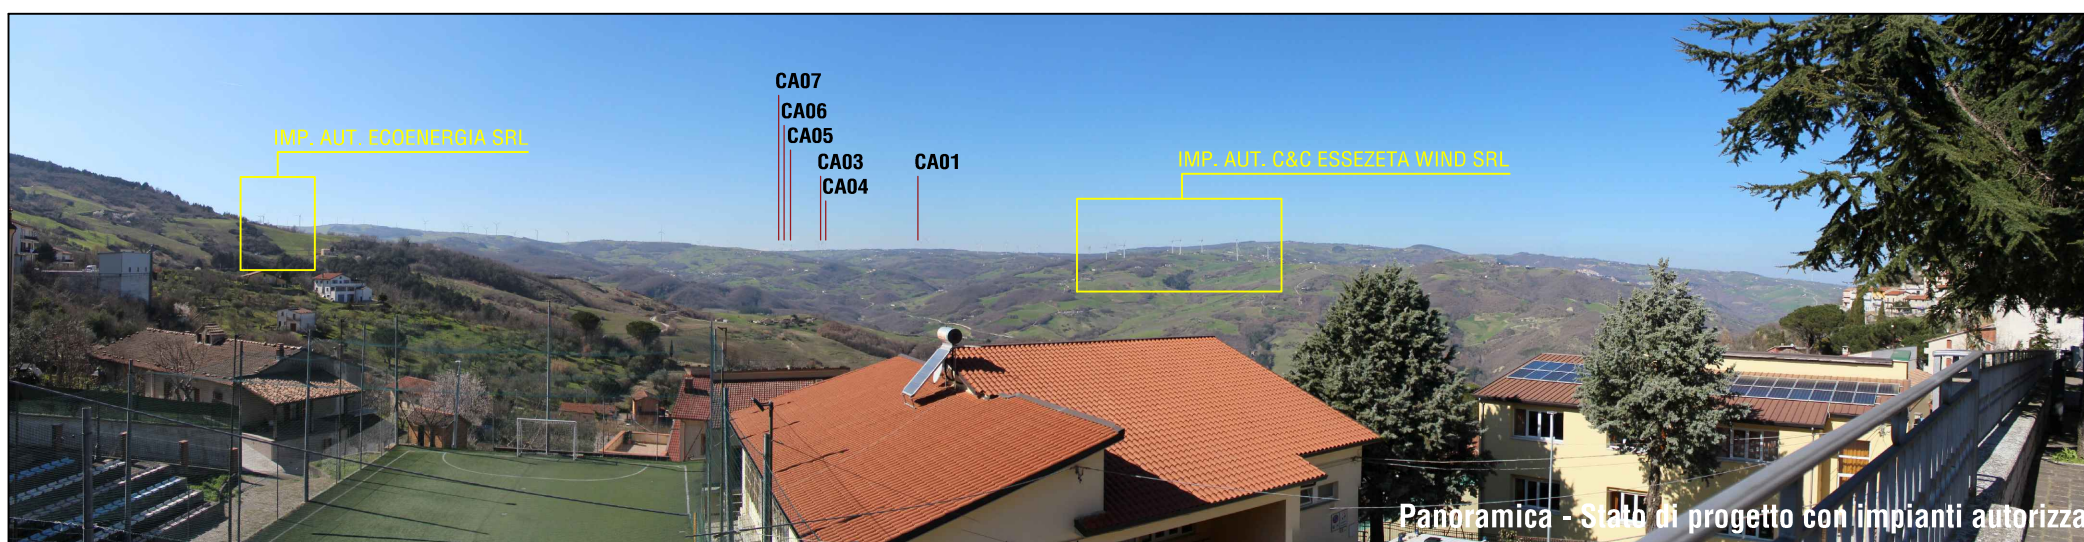 CA07
CA06
IMP. AUT. ECOENERGIA SRL
CA05
CA03
CA01
IMP. AUT. C&C ESSEZETA WIND SRL
CA04
Panoramica - Stato di progetto con impianti autorizza